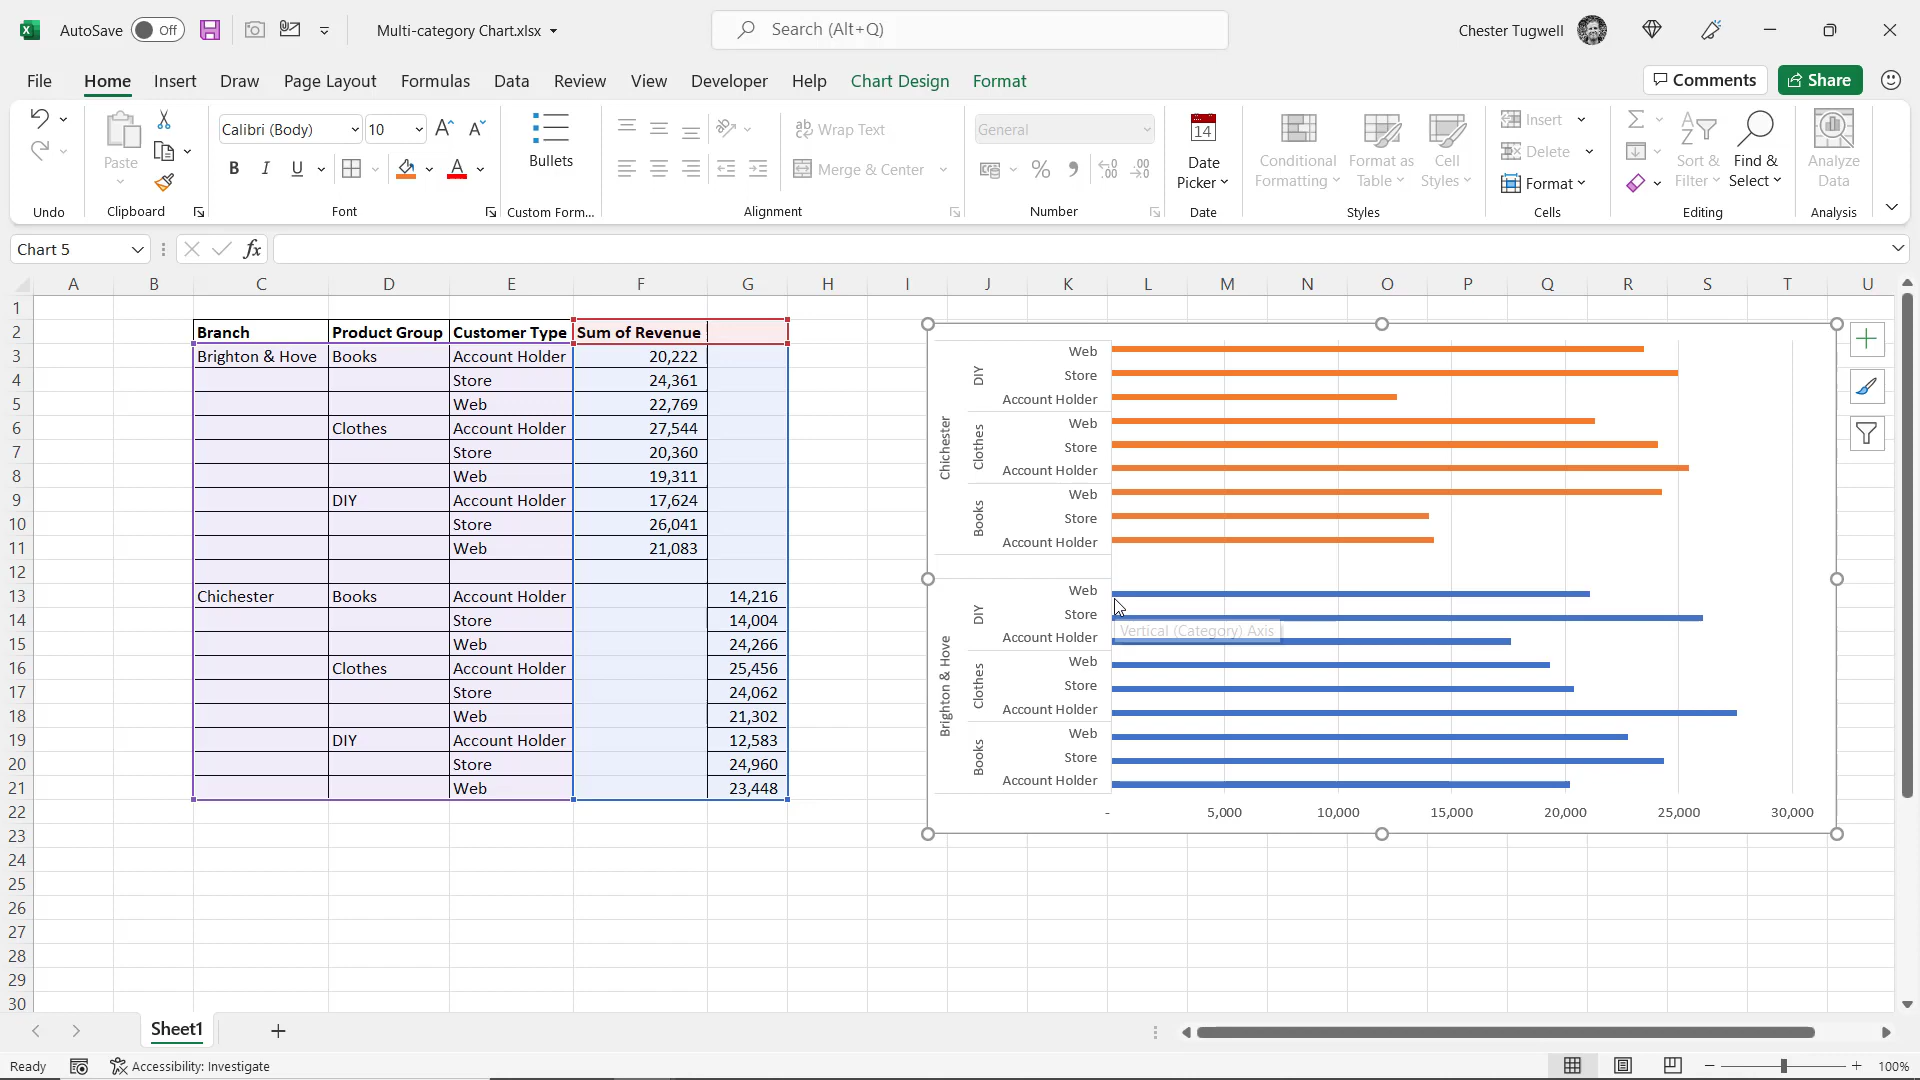 AutoSave Off Multi-category Chart.xlsx Search (Alt+Q) Chester Tugwell
File Home Insert Draw Page Layout Formulas Data Review View Developer Help Chart Design Format Comments Share
Calibri (Body) 10 Wrap Text General Insert
Paste Bullets Merge & Center Date Picker 14 Conditional Formatting Format as Table Cell Styles Delete Format Sort & Filter Find & Select Analyze Data
Undo Clipboard Font Custom Form... Alignment Number Date Styles Cells Editing Analysis
Chart 5 fx
A B C D E F G H I J K L M N O P Q R S T U
1
2 Branch Product Group Customer Type Sum of Revenue
3 Brighton & Hove Books Account Holder 20,222
4 Store 24,361
5 Web 22,769
6 Clothes Account Holder 27,544
7 Store 20,360
8 Web 19,311
9 DIY Account Holder 17,624
10 Store 26,041
11 Web 21,083
12
13 Chichester Books Account Holder 14,216
14 Store 14,004
15 Web 24,266
16 Clothes Account Holder 25,456
17 Store 24,062
18 Web 21,302
19 DIY Account Holder 12,583
20 Store 24,960
21 Web 23,448
22
23
24
25
26
27
28
29
30
Chichester
DIY
Web
Store
Account Holder
Clothes
Web
Store
Account Holder
Books
Web
Store
Account Holder
Brighton & Hove
DIY
Web
Store
Account Holder
Vertical (Category) Axis
Clothes
Web
Store
Account Holder
Books
Web
Store
Account Holder
- 5,000 10,000 15,000 20,000 25,000 30,000
Sheet1
Ready Accessibility: Investigate 100%